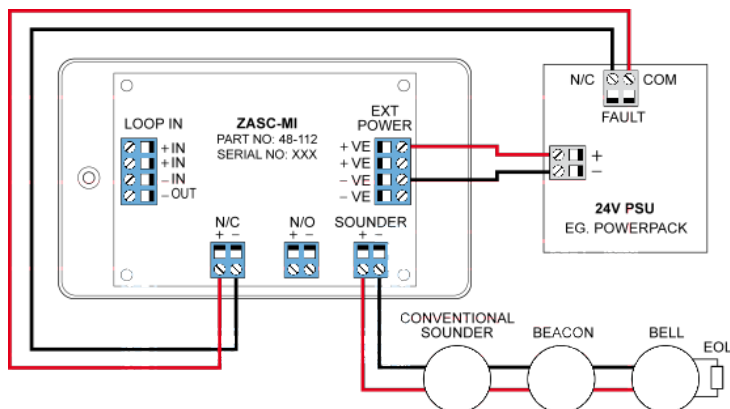 N/C
COM
FAULT
LOOP IN
+ IN
+ IN
– IN
– OUT
ZASC-MI
PART NO: 48-112
SERIAL NO: XXX
EXT
POWER
+ VE
+ VE
– VE
– VE
+
–
24V PSU
EG. POWERPACK
N/C
+ –
N/O
+ –
SOUNDER
+ –
CONVENTIONAL
SOUNDER
BEACON
BELL
EOL